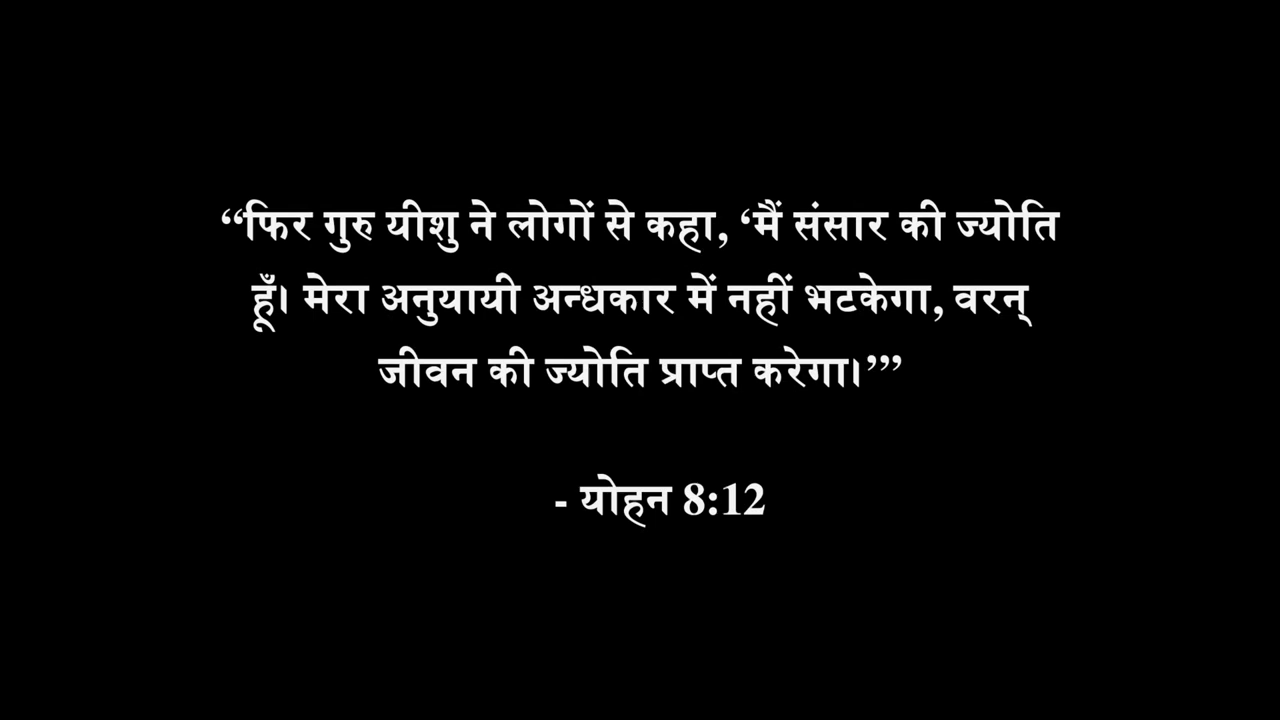 “फिर गुरु यीशु ने लोगों से कहा, ‘मैं संसार की ज्योति
हूँ। मेरा अनुयायी अन्धकार में नहीं भटकेगा, वरन्
जीवन की ज्योति प्राप्त करेगा।’”’
- योहन 8:12